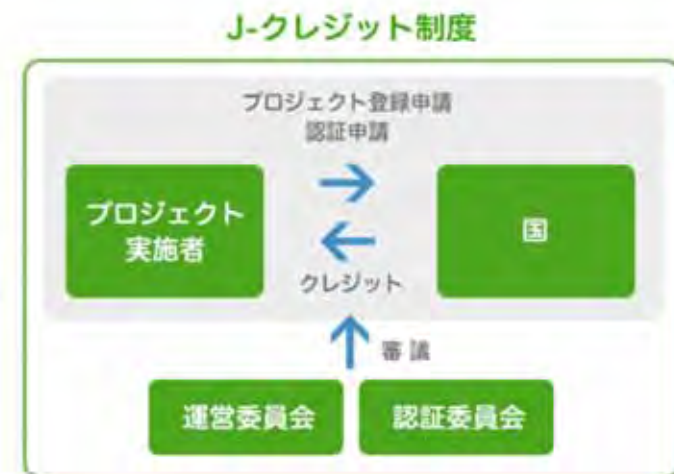 J-クレジット制度
プロジェクト登録申請
認証申請
プロジェクト
実施者
国
クレジット
審 議
運営委員会
認証委員会